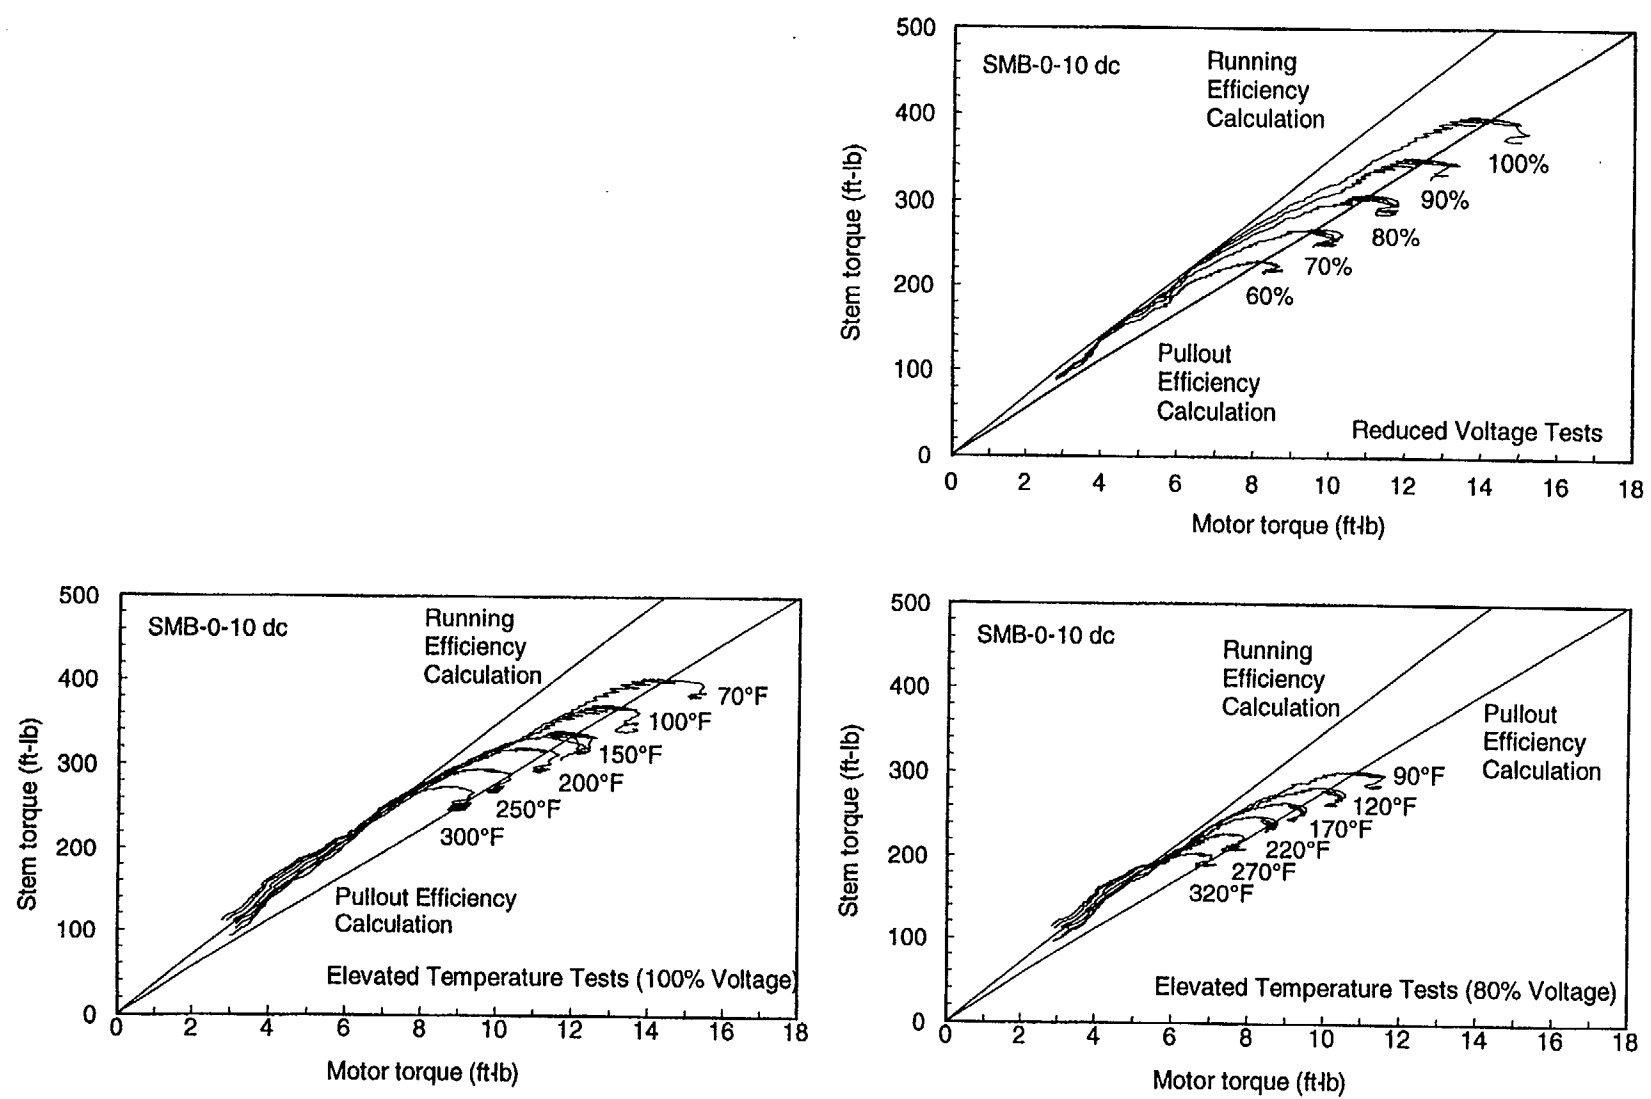 500
400
300
200
100
0
Stem torque (ft-lb)
SMB-0-10 dc
Running
Efficiency
Calculation
100%
90%
80%
70%
60%
Pullout
Efficiency
Calculation
Reduced Voltage Tests
0 2 4 6 8 10 12 14 16 18
Motor torque (ft-lb)
500
400
300
200
100
0
Stem torque (ft-lb)
SMB-0-10 dc
Running
Efficiency
Calculation
70°F
100°F
150°F
200°F
250°F
300°F
Pullout Efficiency
Calculation
Elevated Temperature Tests (100% Voltage)
0 2 4 6 8 10 12 14 16 18
Motor torque (ft-lb)
500
400
300
200
100
0
Stem torque (ft-lb)
SMB-0-10 dc
Running
Efficiency
Calculation
Pullout
Efficiency
Calculation
90°F
120°F
170°F
220°F
270°F
320°F
Elevated Temperature Tests (80% Voltage)
0 2 4 6 8 10 12 14 16 18
Motor torque (ft-lb)